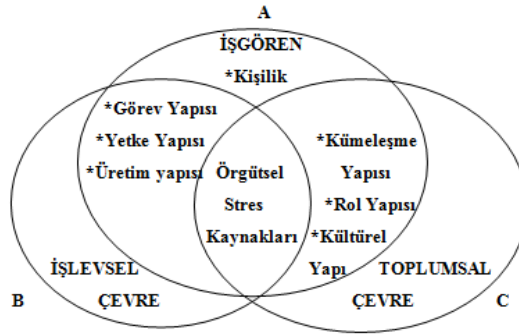 A
İŞGÖREN
*Kişilik
*Görev Yapısı
*Yetke Yapısı
*Üretim yapısı
Örgütsel
Stres
Kaynakları
*Kümeleşme
Yapısı
*Rol Yapısı
*Kültürel
Yapı
İŞLEVSEL
ÇEVRE
TOPLUMSAL
ÇEVRE
B
C